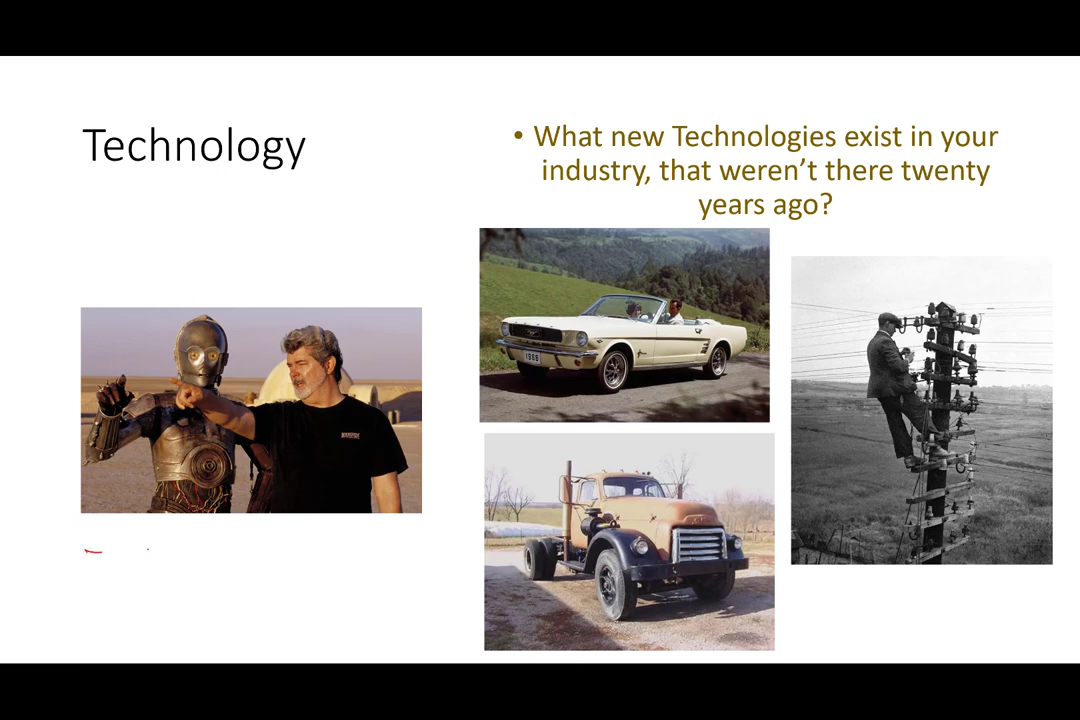 Technology
• What new Technologies exist in your
industry, that weren’t there twenty
years ago?
1966